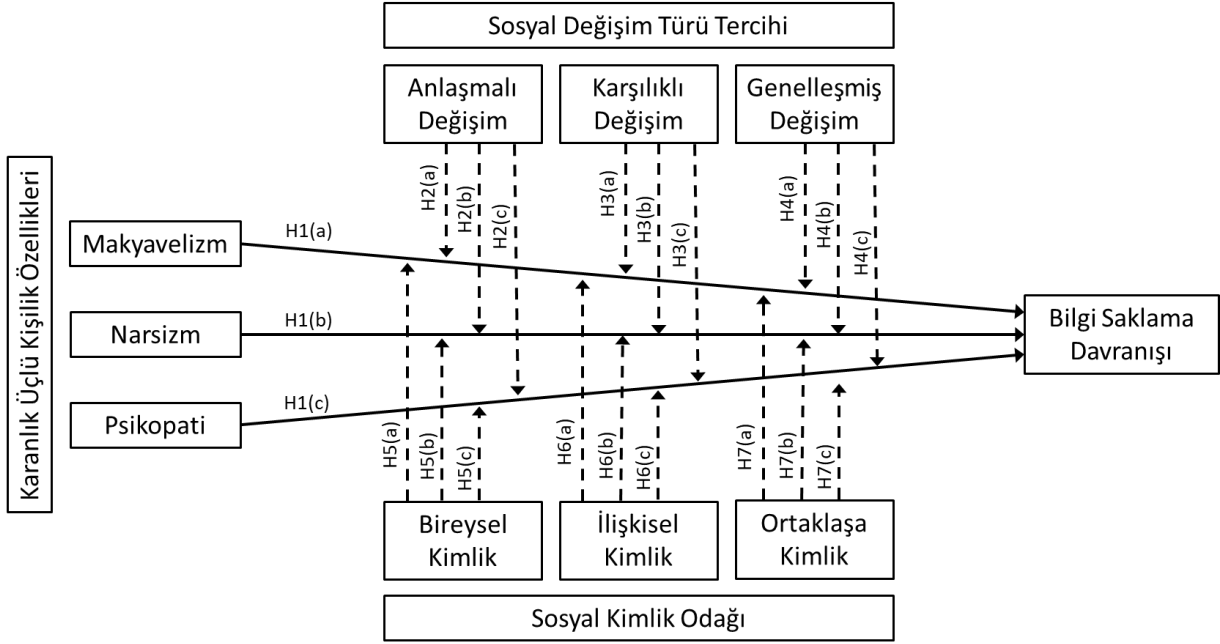 Sosyal Değişim Türü Tercihi
Anlaşmalı
Değişim
Karşılıklı
Değişim
Genelleşmiş
Değişim
H2(a)
H2(b)
H2(c)
H3(a)
H3(b)
H3(c)
H4(a)
H4(b)
H4(c)
Karanlık Üçlü Kişilik Özellikleri
Makyavelizm
H1(a)
Narsizm
H1(b)
Psikopati
H1(c)
Bilgi Saklama
Davranışı
H5(a)
H5(b)
H5(c)
H6(a)
H6(b)
H6(c)
H7(a)
H7(b)
H7(c)
Bireysel
Kimlik
İlişkisel
Kimlik
Ortaklaşa
Kimlik
Sosyal Kimlik Odağı